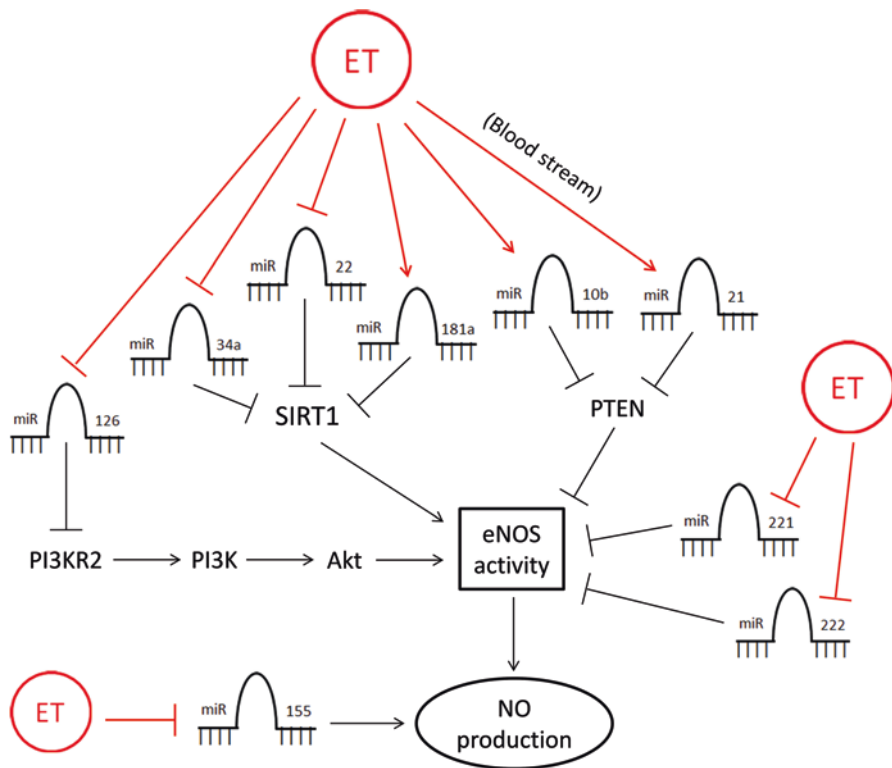 ET
(Blood stream)
miR 22
miR 10b
miR 21
miR 34a
miR 181a
ET
miR 126
SIRT1
PTEN
miR 221
PI3KR2
PI3K
Akt
eNOS
activity
miR 222
ET
miR 155
NO
production